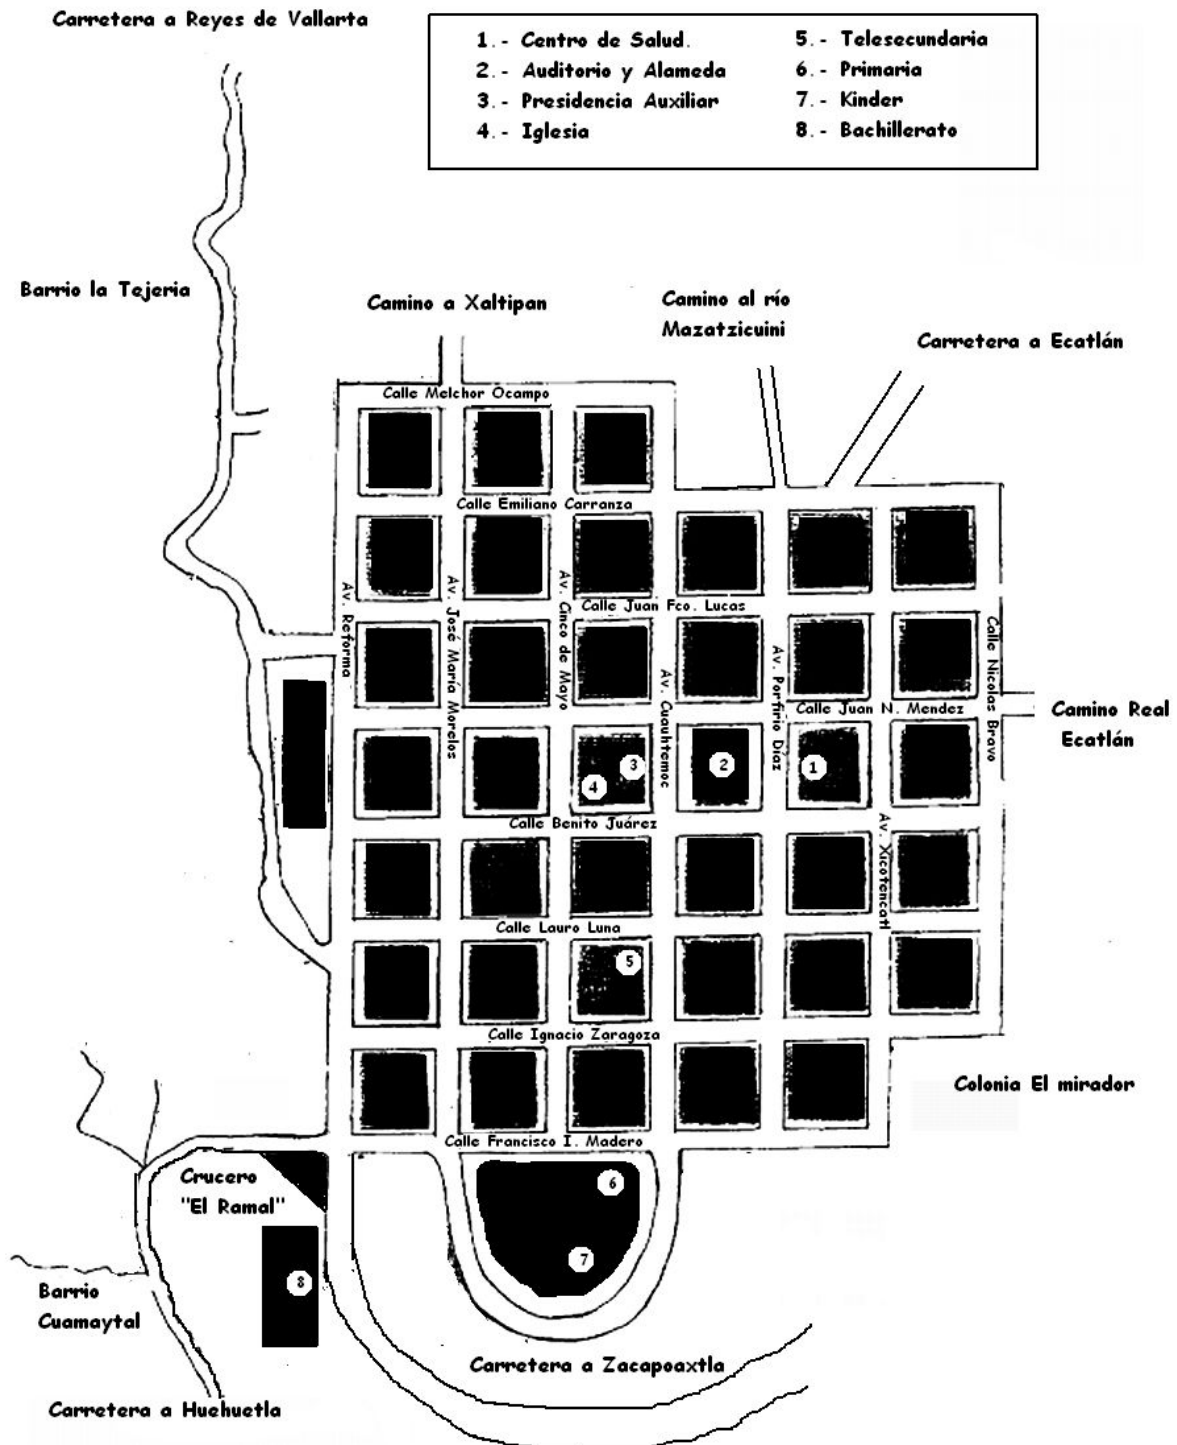 Carretera a Reyes de Vallarta
1.- Centro de Salud.
2.- Auditorio y Alameda
3.- Presidencia Auxiliar
4.- Iglesia
5.- Telesecundaria
6.- Primaria
7.- Kinder
8.- Bachillerato
Barrio la Tejeria
Camino a Xaltipan
Camino al río
Mazatzicuini
Carretera a Ecatlán
Calle Melchor Ocampo
Calle Emiliano Carranza
Av. Reforma
Av. José María Morelos
Av. Cinco de Mayo
Calle Juan Fco. Lucas
Av. Cuauhtemoc
Av. Porfirio Díaz
Calle Nicolas Bravo
Calle Juan N. Mendez
Camino Real
Ecatlán
3
4
2
1
Calle Benito Juárez
Av. Xicotencatl
Calle Lauro Luna
5
Calle Ignacio Zaragoza
Colonia El mirador
Calle Francisco I. Madero
Crucero
"El Ramal"
6
7
8
Barrio
Cuamaytal
Carretera a Zacapoaxtla
Carretera a Huehuetla